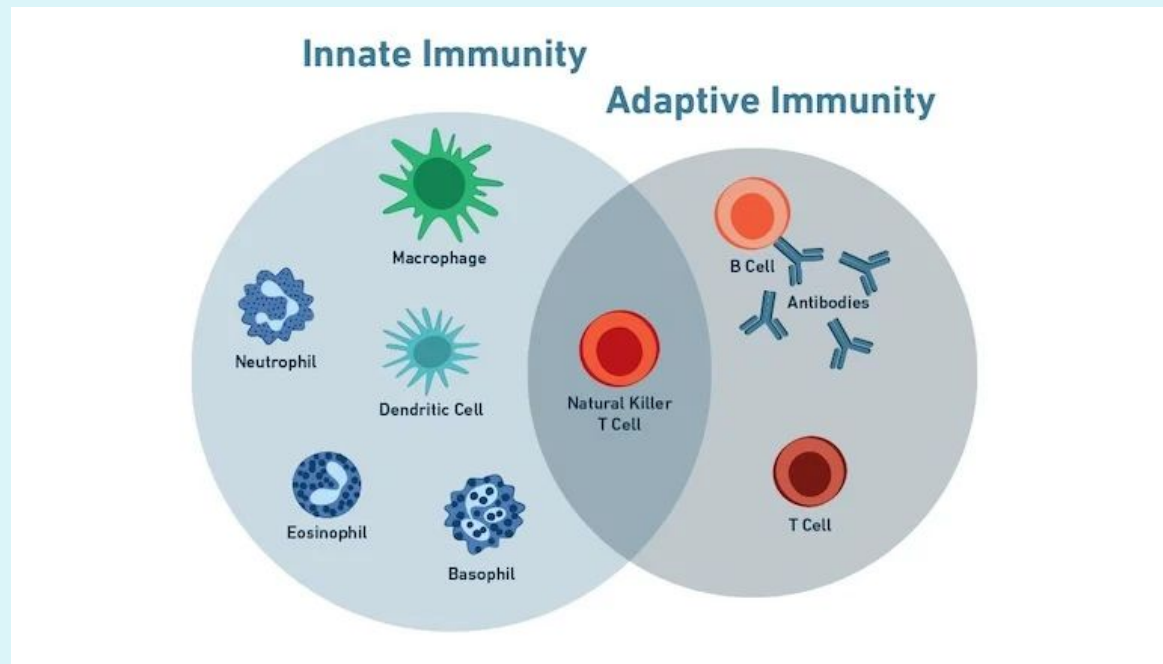 Innate Immunity
Adaptive Immunity
Macrophage
B Cell
Antibodies
Neutrophil
Dendritic Cell
Natural Killer
T Cell
Eosinophil
T Cell
Basophil